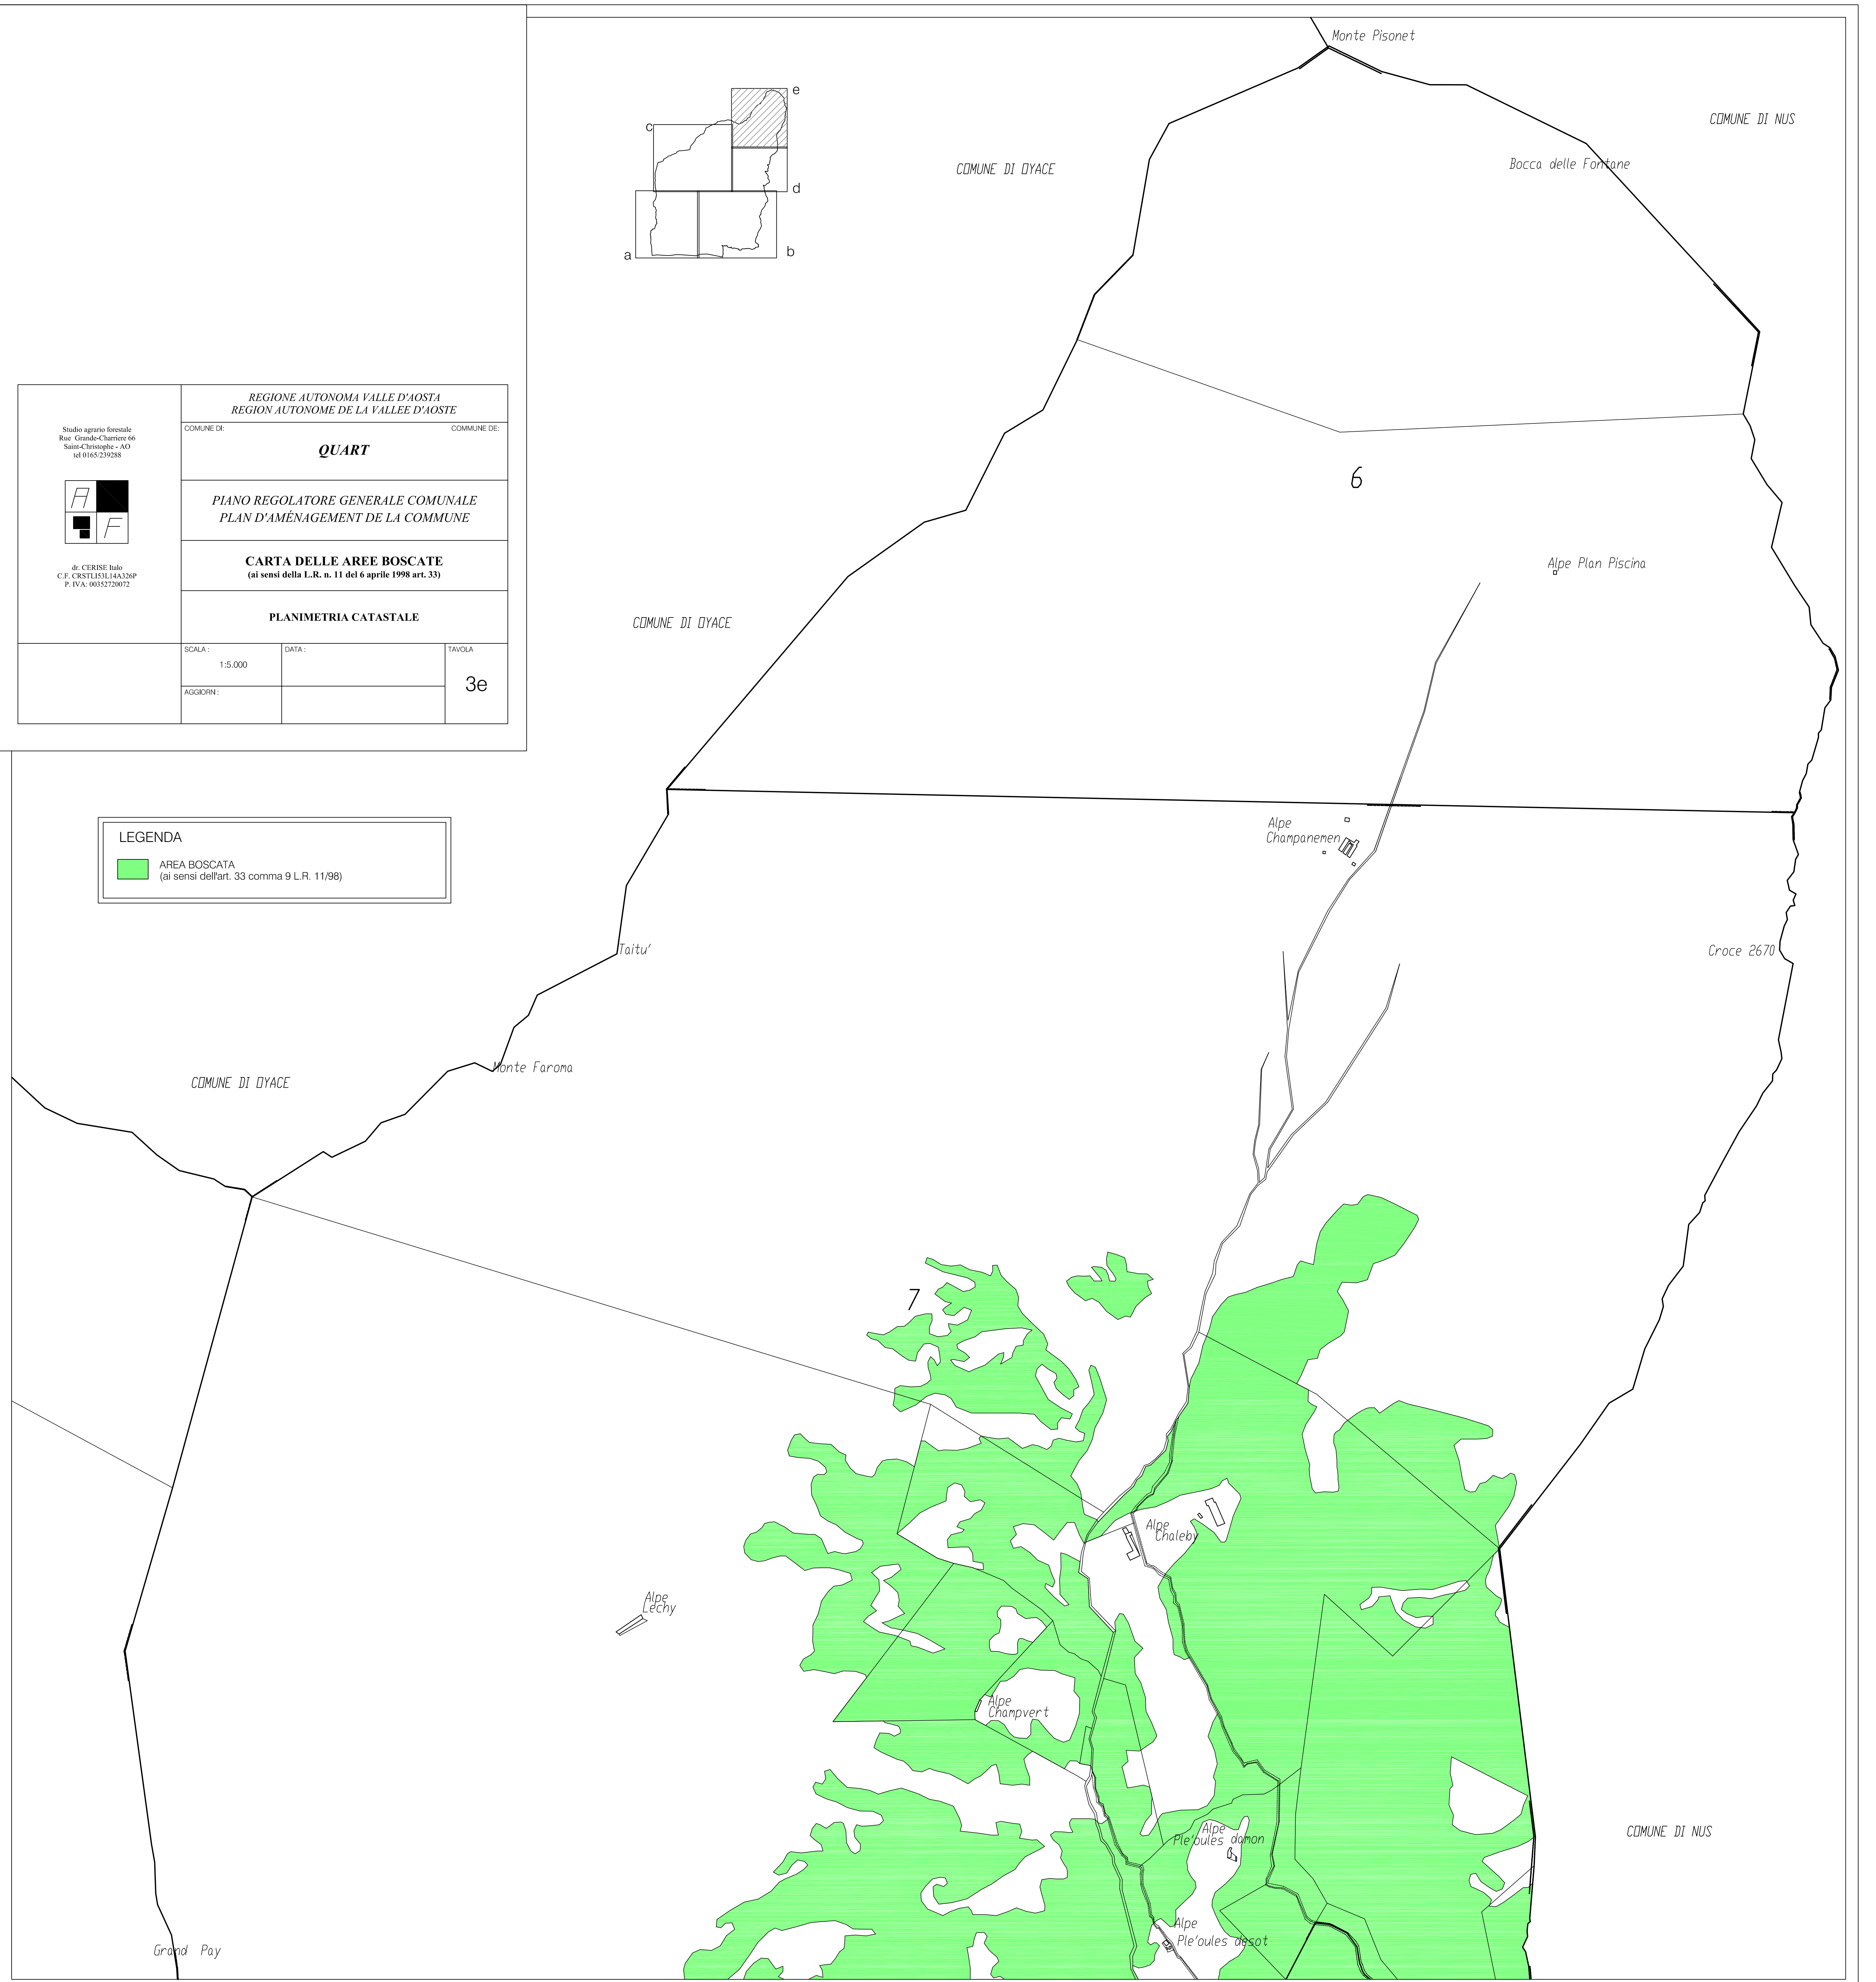 Monte Pisonet
COMUNE DI NUS
Bocca delle Fontane
COMUNE DI OYACE
e
c
d
a
b
REGIONE AUTONOMA VALLE D'AOSTA
REGION AUTONOME DE LA VALLEE D'AOSTE
Studio agrario forestale
Rue Grande-Charriere 66
Saint-Christophe - AO
tel 0165/239288
A
F
dr. CERISE Italo
C.F. CRSTLI53L14A326P
P. IVA: 00352720072
COMUNE DI:
COMMUNE DE:
QUART
PIANO REGOLATORE GENERALE COMUNALE
PLAN D'AMÉNAGEMENT DE LA COMMUNE
CARTA DELLE AREE BOSCATE
(ai sensi della L.R. n. 11 del 6 aprile 1998 art. 33)
PLANIMETRIA CATASTALE
SCALA :
1:5.000
DATA :
TAVOLA
3e
AGGIORN :
6
Alpe Plan Piscina
COMUNE DI OYACE
LEGENDA
AREA BOSCATA
(ai sensi dell'art. 33 comma 9 L.R. 11/98)
Alpe
Champanemen
Taitu'
Croce 2670
Monte Faroma
COMUNE DI OYACE
7
Alpe
Chaleby
Alpe
Lechy
Alpe
Champvert
Alpe
Ple'oules damon
COMUNE DI NUS
Alpe
Ple'oules desot
Grand Pay